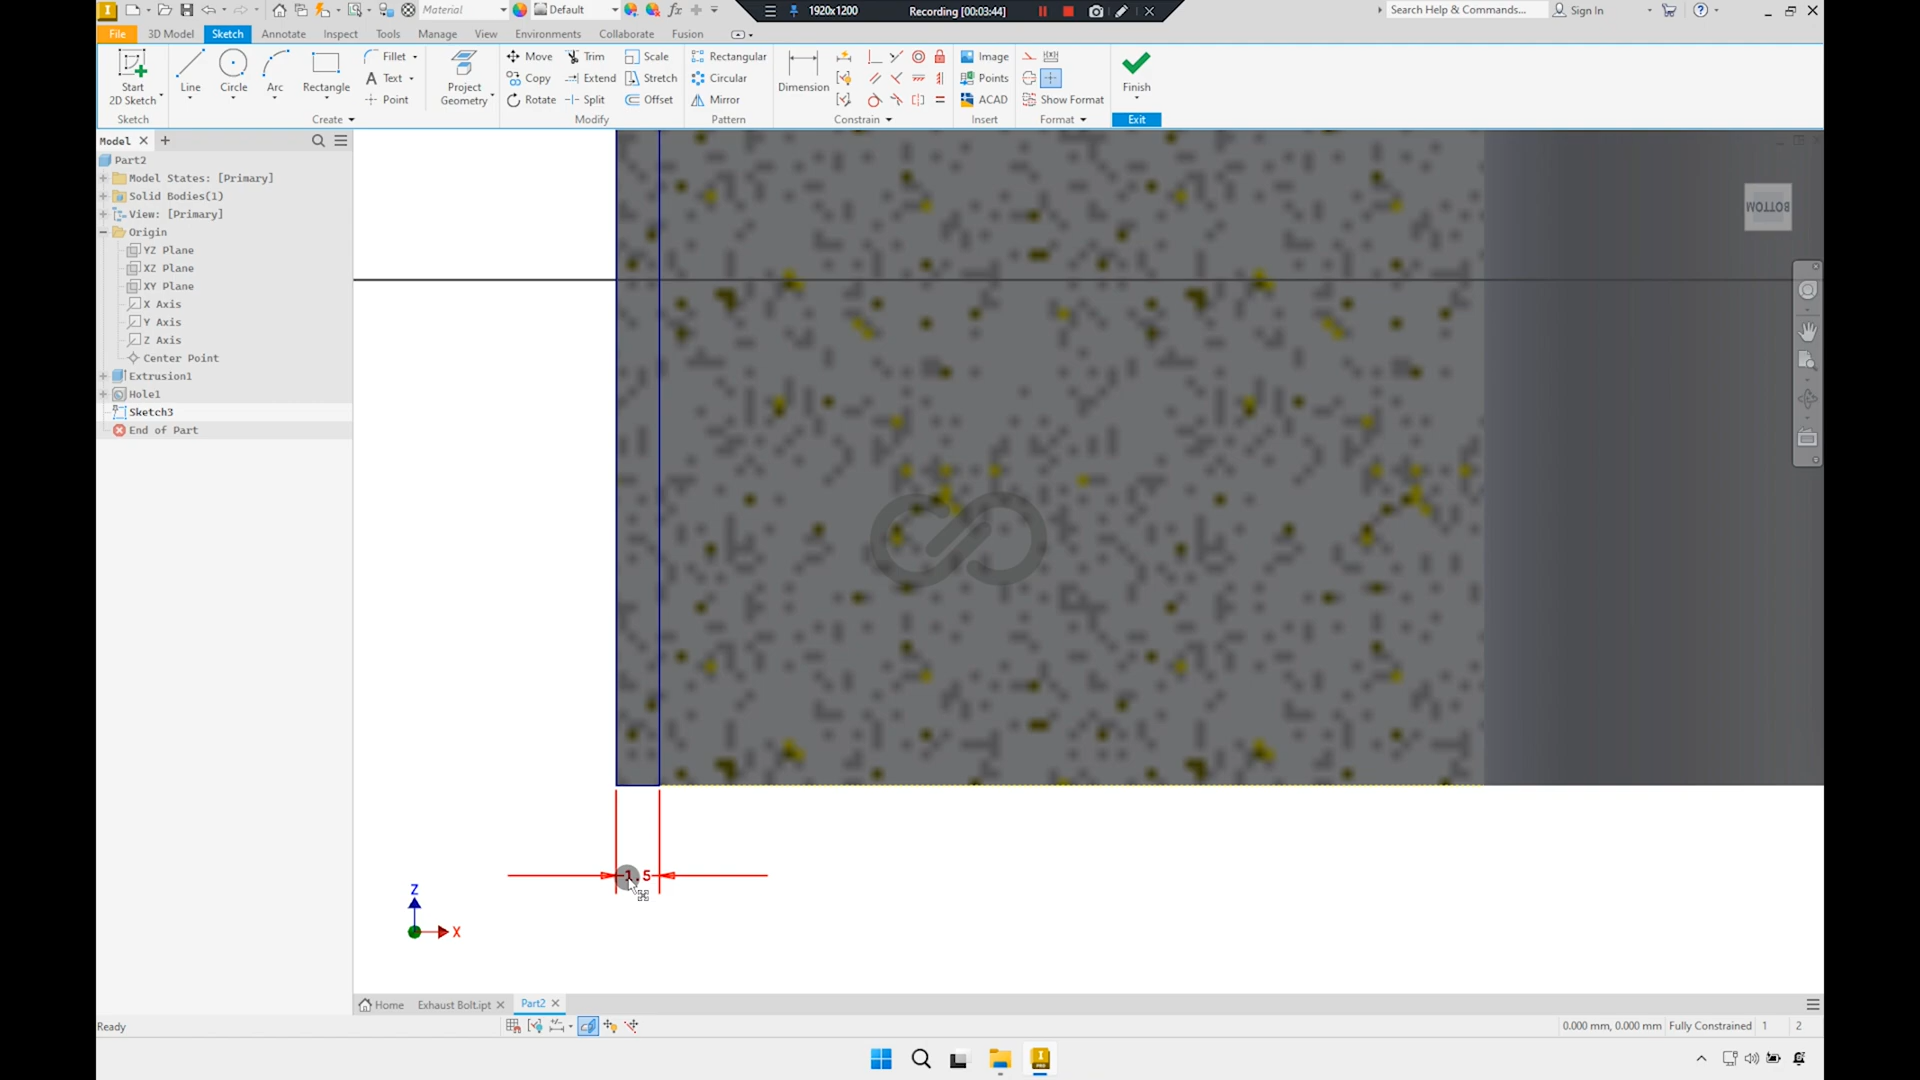 Material
Default
fx
1920x1200
Recording [00:03:44]
Search Help & Commands...
Sign In
File
3D Model
Sketch
Annotate
Inspect
Tools
Manage
View
Environments
Collaborate
Fusion
Start
2D Sketch
Line
Circle
Arc
Rectangle
Fillet
Text
Point
Project
Geometry
Move
Copy
Rotate
Trim
Extend
Split
Scale
Stretch
Offset
Rectangular
Circular
Mirror
Dimension
Image
Points
ACAD
Show Format
Finish
Sketch
Create
Modify
Pattern
Constrain
Insert
Format
Exit
Model
Part2
Model States: [Primary]
Solid Bodies(1)
View: [Primary]
Origin
YZ Plane
XZ Plane
XY Plane
X Axis
Y Axis
Z Axis
Center Point
Extrusion1
Hole1
Sketch3
End of Part
BOTTOM
1.5
Z
X
Home
Exhaust Bolt.ipt
Part2
Ready
0.000 mm, 0.000 mm
Fully Constrained
1
2